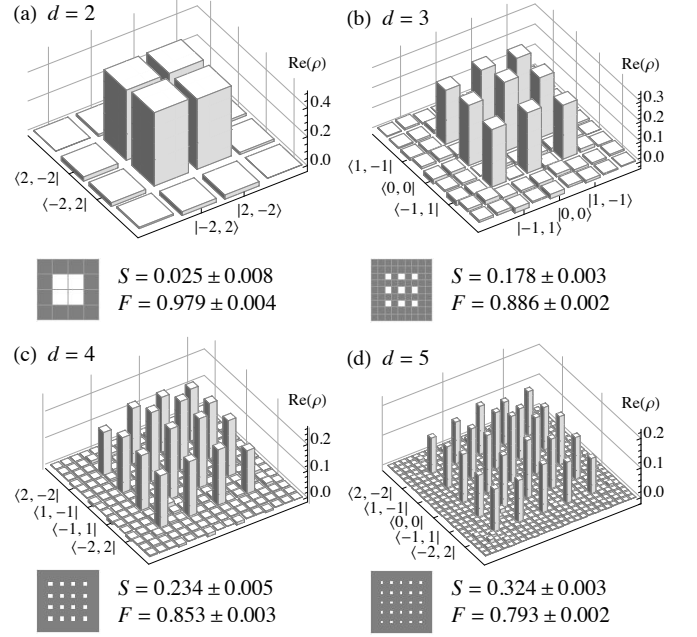 (a) d = 2
Re(ρ)
0.4
0.2
0.0
⟨2, −2|
⟨−2, 2|
|2, −2⟩
|−2, 2⟩
S = 0.025 ± 0.008
F = 0.979 ± 0.004
(b) d = 3
Re(ρ)
0.3
0.2
0.1
0.0
⟨1, −1|
⟨0, 0|
⟨−1, 1|
|1, −1⟩
|0, 0⟩
|−1, 1⟩
S = 0.178 ± 0.003
F = 0.886 ± 0.002
(c) d = 4
Re(ρ)
0.2
0.1
0.0
⟨2, −2|
⟨1, −1|
⟨−1, 1|
⟨−2, 2|
S = 0.234 ± 0.005
F = 0.853 ± 0.003
(d) d = 5
Re(ρ)
0.2
0.1
0.0
⟨2, −2|
⟨1, −1|
⟨0, 0|
⟨−1, 1|
⟨−2, 2|
S = 0.324 ± 0.003
F = 0.793 ± 0.002